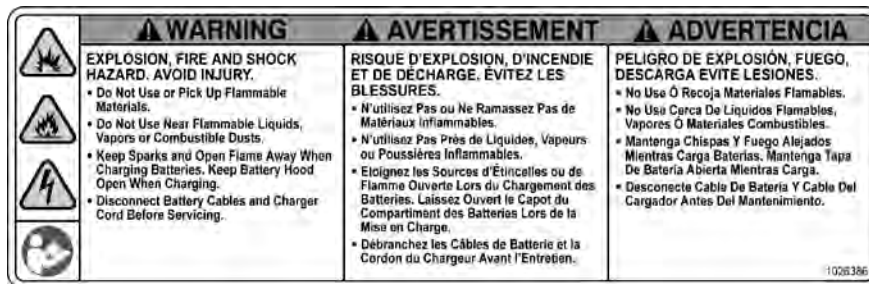 WARNING
EXPLOSION, FIRE AND SHOCK
HAZARD. AVOID INJURY.
• Do Not Use or Pick Up Flammable
Materials.
• Do Not Use Near Flammable Liquids,
Vapors or Combustible Dusts.
• Keep Sparks and Open Flame Away When
Charging Batteries. Keep Battery Hood
Open When Charging.
• Disconnect Battery Cables and Charger
Cord Before Servicing.
AVERTISSEMENT
RISQUE D'EXPLOSION, D'INCENDIE
ET DE DÉCHARGE. ÉVITEZ LES
BLESSURES.
• N'utilisez Pas ou Ne Ramassez Pas de
Matériaux Inflammables.
• N'utilisez Pas Près de Liquides, Vapeurs
ou Poussières Inflammables.
• Eloignez les Sources d'Étincelles ou de
Flamme Ouverte Lors du Chargement des
Batteries. Laissez Ouvert le Capot du
Compartiment des Batteries Lors de la
Mise en Charge.
• Débranchez les Câbles de Batterie et la
Cordon du Chargeur Avant l'Entretien.
ADVERTENCIA
PELIGRO DE EXPLOSIÓN, FUEGO,
DESCARGA EVITE LESIONES.
• No Use Ó Recoja Materiales Flamables.
• No Use Cerca De Líquidos Flamables,
Vapores Ó Materiales Combustibles.
• Mantenga Chispas Y Fuego Alejados
Mientras Carga Baterías. Mantenga Tapa
De Batería Abierta Mientras Carga.
• Desconecte Cable De Batería Y Cable Del
Cargador Antes Del Mantenimiento.
1026386